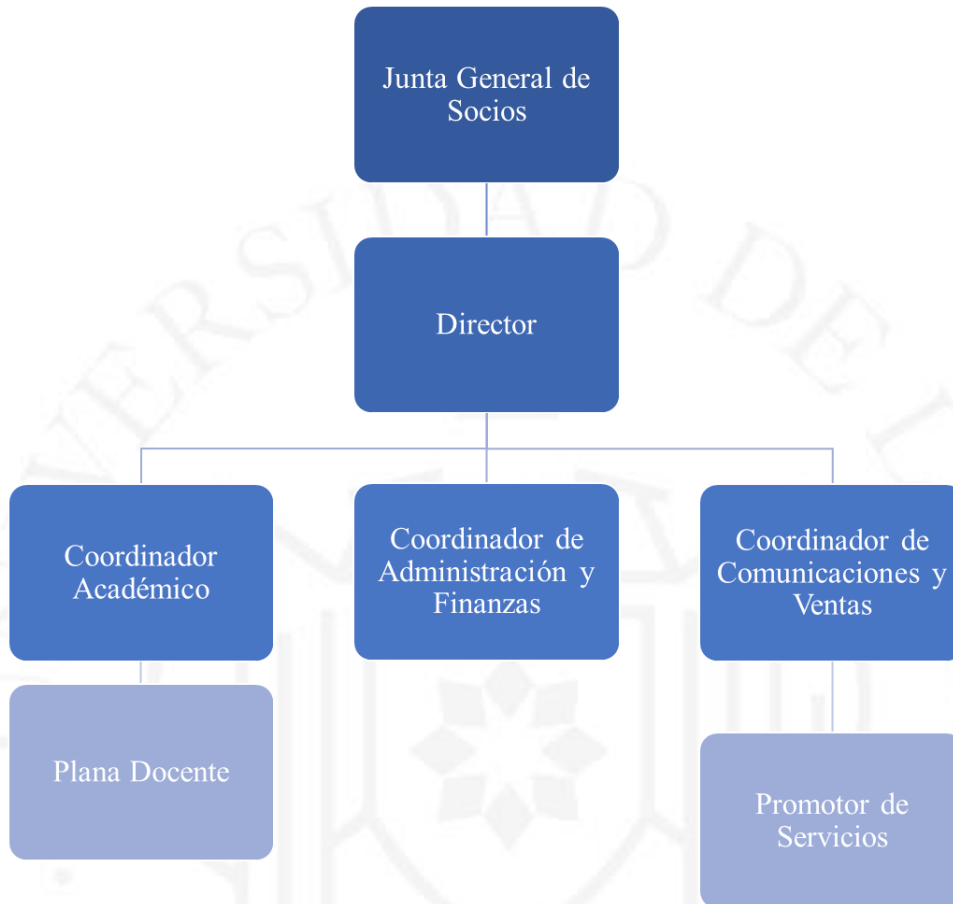 Junta General de
Socios
Director
Coordinador
Académico
Coordinador de
Administración y
Finanzas
Coordinador de
Comunicaciones y
Ventas
Plana Docente
Promotor de
Servicios